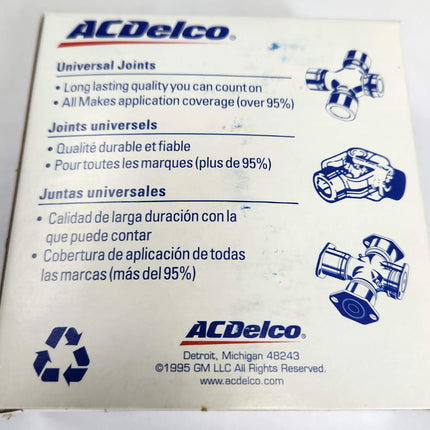 ACDelco®
Universal Joints
• Long lasting quality you can count on
• All Makes application coverage (over 95%)
Joints universels
• Qualité durable et fiable
• Pour toutes les marques (plus de 95%)
Juntas universales
• Calidad de larga duración con la
que puede contar
• Cobertura de aplicación de todas
las marcas (más del 95%)
ACDelco®
Detroit, Michigan 48243
©1995 GM LLC All Rights Reserved.
www.acdelco.com